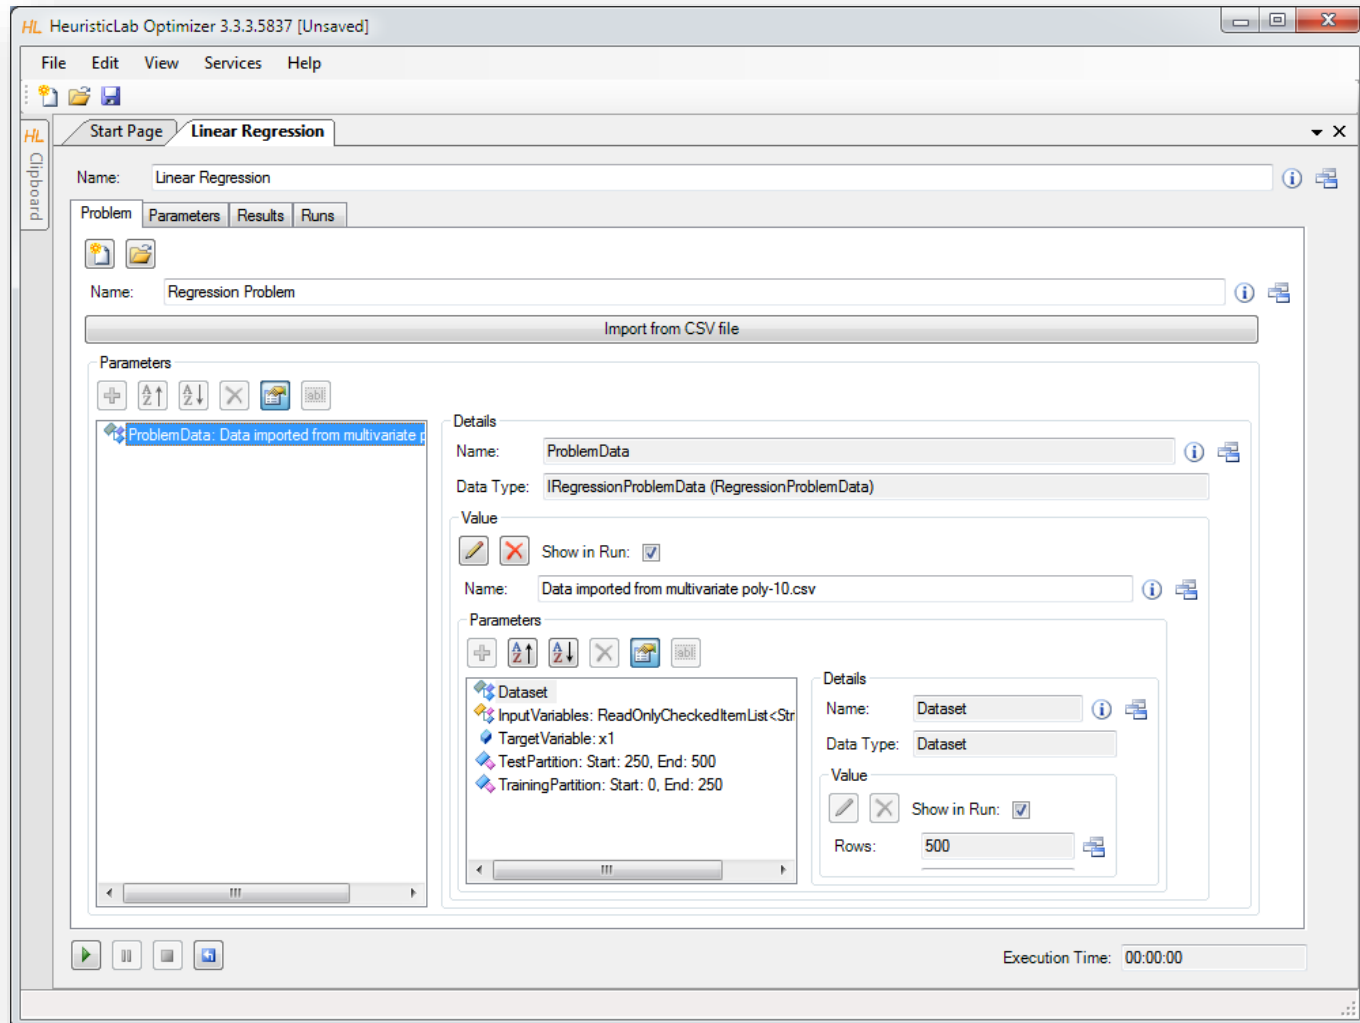 HL HeuristicLab Optimizer 3.3.3.5837 [Unsaved]
File Edit View Services Help
HL Clipboard
Start Page Linear Regression
Name: Linear Regression
Problem Parameters Results Runs
Name: Regression Problem
Import from CSV file
Parameters
ProblemData: Data imported from multivariate p
Details
Name: ProblemData
Data Type: IRegressionProblemData (RegressionProblemData)
Value
Show in Run:
Name: Data imported from multivariate poly-10.csv
Parameters
Dataset
InputVariables: ReadOnlyCheckedItemList<Str
TargetVariable: x1
TestPartition: Start: 250, End: 500
TrainingPartition: Start: 0, End: 250
Details
Name: Dataset
Data Type: Dataset
Value
Show in Run:
Rows: 500
Execution Time: 00:00:00